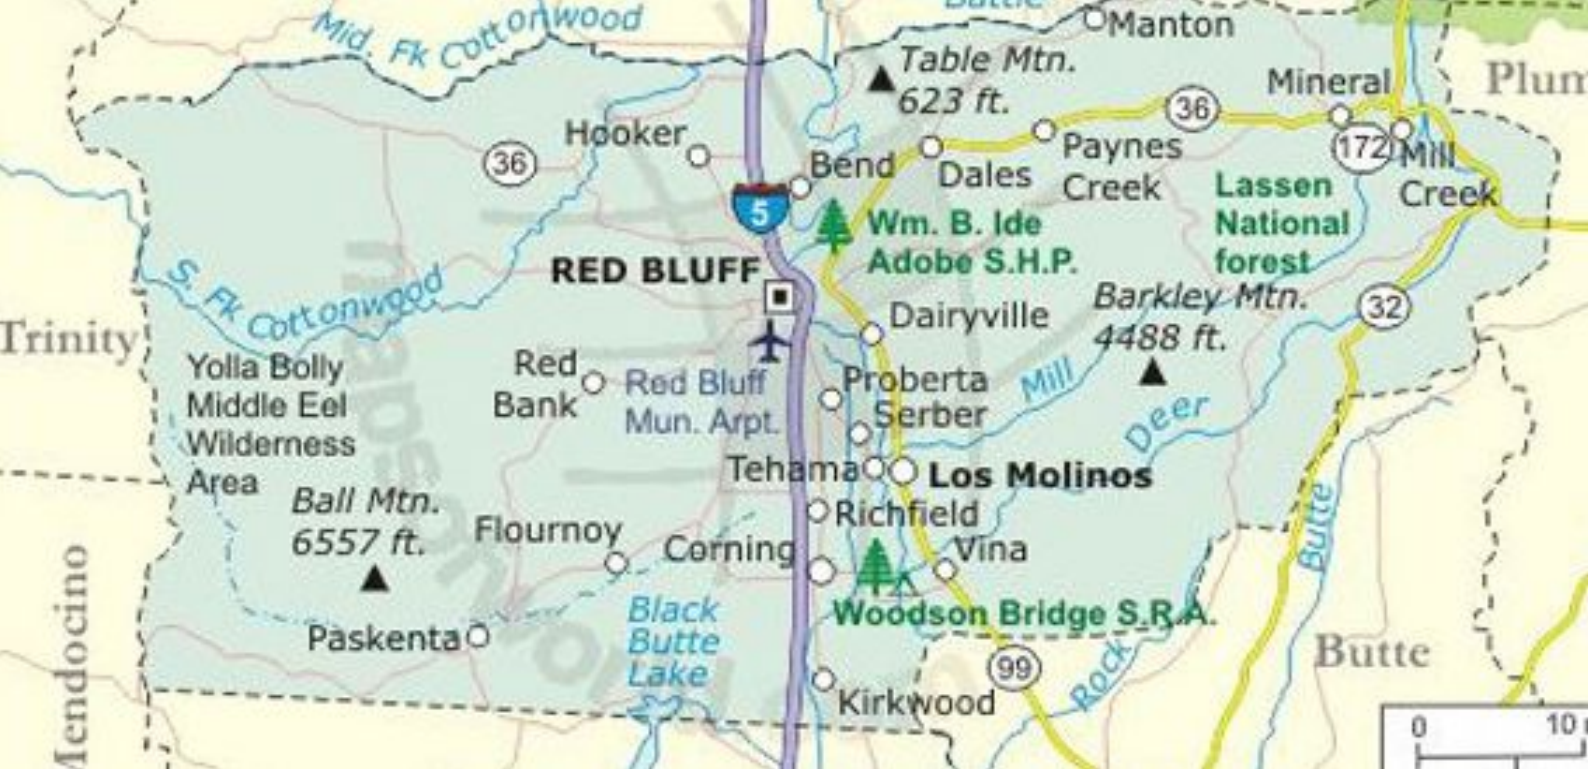 Mid. Fk Cottonwood
Manton
Table Mtn.
623 ft.
Mineral
Plum
36
Hooker
36
Bend
Dales
Paynes
Creek
172
Mill
Creek
Lassen
National
forest
5
Wm. B. Ide
Adobe S.H.P.
RED BLUFF
S. Fk Cottonwood
Barkley Mtn.
4488 ft.
32
Trinity
Dairyville
Yolla Bolly
Middle Eel
Wilderness
Area
Red
Bank
Red Bluff
Mun. Arpt.
Proberta
Serber
Mill
Deer
Tehama
Los Molinos
Ball Mtn.
6557 ft.
Flournoy
Richfield
Corning
Vina
Butte
Mendocino
Black
Butte
Lake
Woodson Bridge S.R.A.
Paskenta
99
Rock
Butte
Kirkwood
0
10